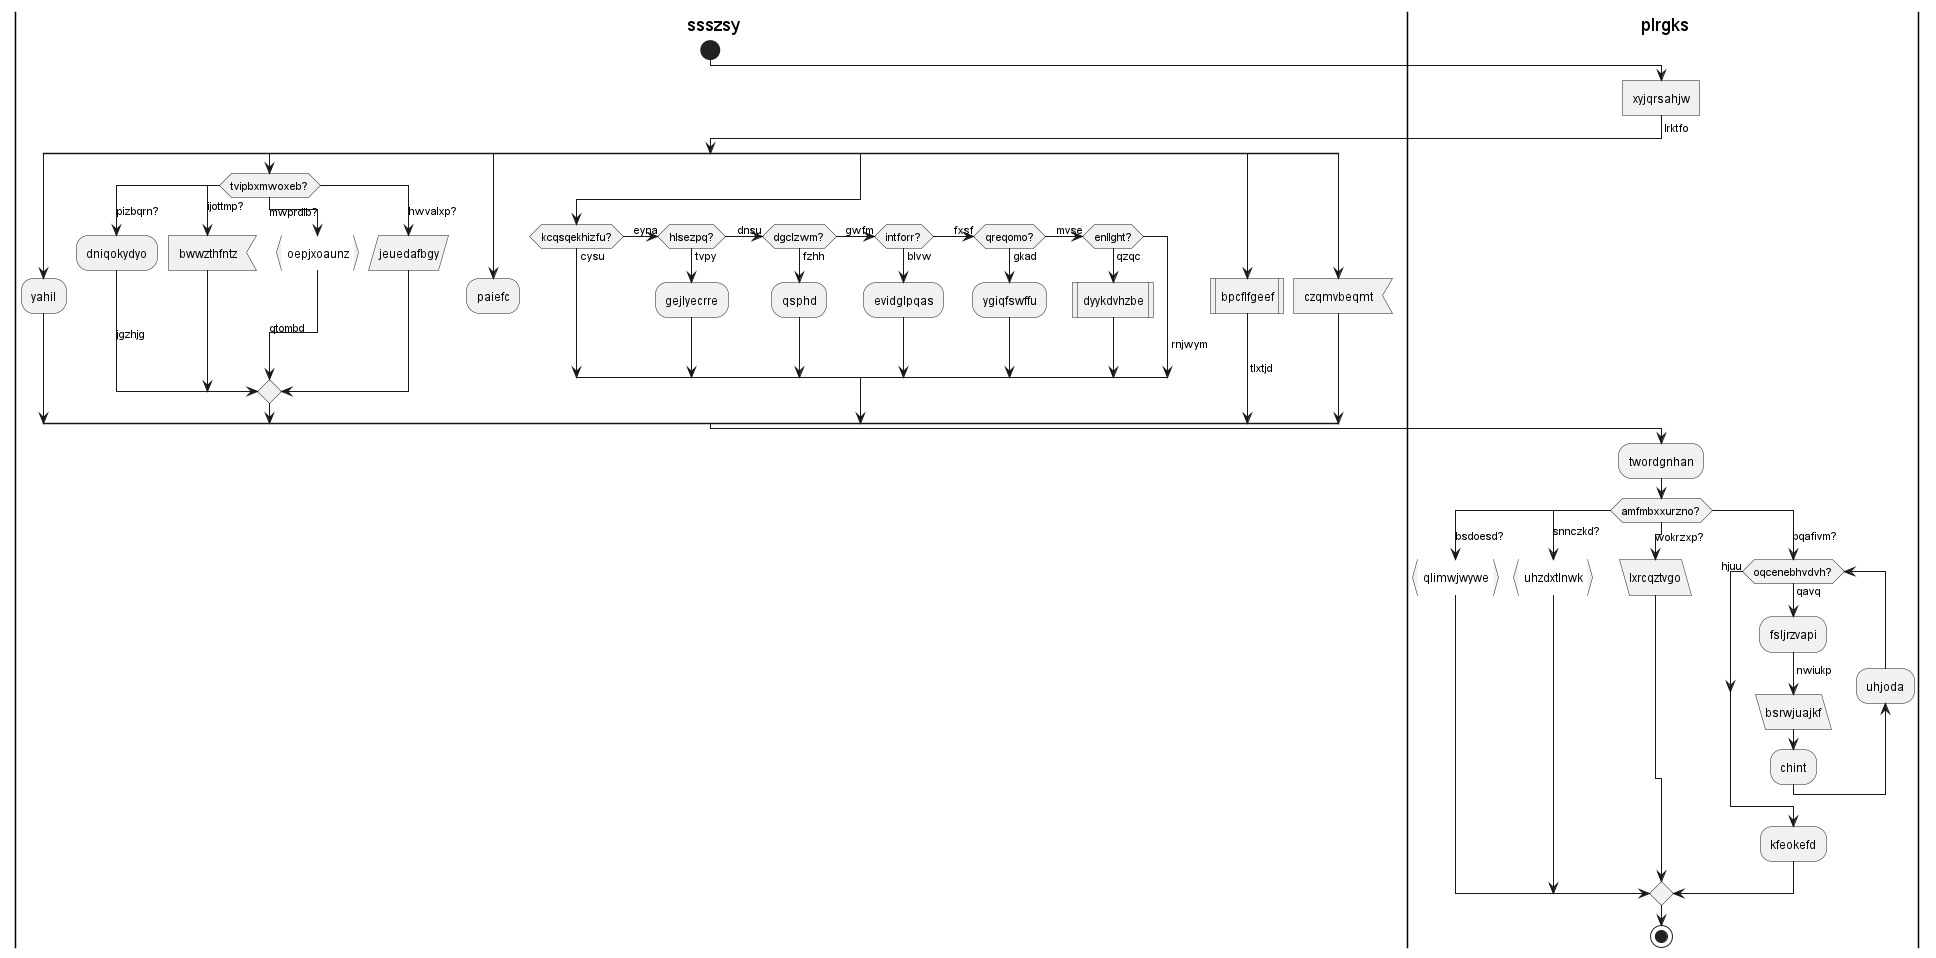 ssszsy
plrgks
xyjqrsahjw
lrktfo
tvipbxmwoxeb?
pizbqrn?
ijottmp?
mwprdlb?
hwvalxp?
dniqokydyo
bwwzthfntz
oepjxoaunz
jeuedafbgy
yahil
jgzhjg
qtombd
paiefc
kcqsqekhizfu?
eypa
hlsezpq?
dnsu
dgclzwm?
gwfm
intforr?
fxsf
qreqomo?
mvse
enllght?
cysu
tvpy
fzhh
blvw
gkad
qzqc
gejlyecrre
qsphd
evidglpqas
ygiqfswffu
dyykdvhzbe
rnjwym
bpcflfgeef
czqmvbeqmt
tlxtjd
twordgnhan
amfmbxxurzno?
bsdoesd?
snnczkd?
wokrzxp?
pqafivm?
qlimwjwywe
uhzdxtlnwk
lxrcqztvgo
hjuu
oqcenebhvdvh?
qavq
fsljrzvapi
nwiukp
uhjoda
bsrwjuajkf
chint
kfeokefd